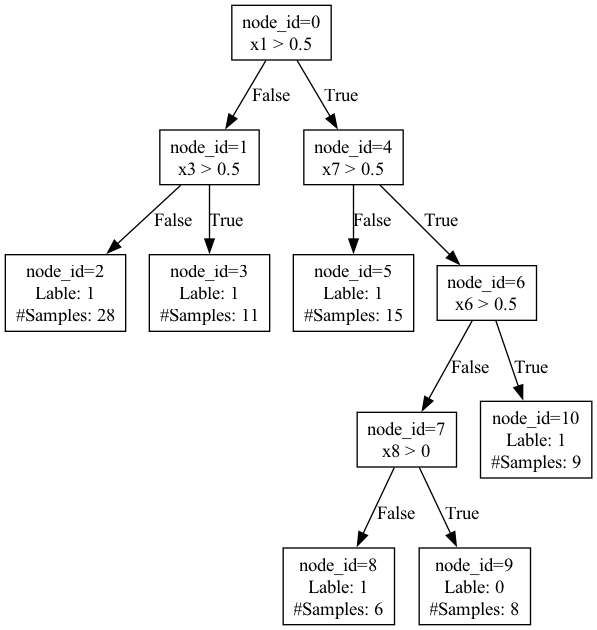 node_id=0
x1 > 0.5
False
True
node_id=1
x3 > 0.5
node_id=4
x7 > 0.5
False
True
False
True
node_id=2
Lable: 1
#Samples: 28
node_id=3
Lable: 1
#Samples: 11
node_id=5
Lable: 1
#Samples: 15
node_id=6
x6 > 0.5
False
True
node_id=7
x8 > 0
node_id=10
Lable: 1
#Samples: 9
False
True
node_id=8
Lable: 1
#Samples: 6
node_id=9
Lable: 0
#Samples: 8